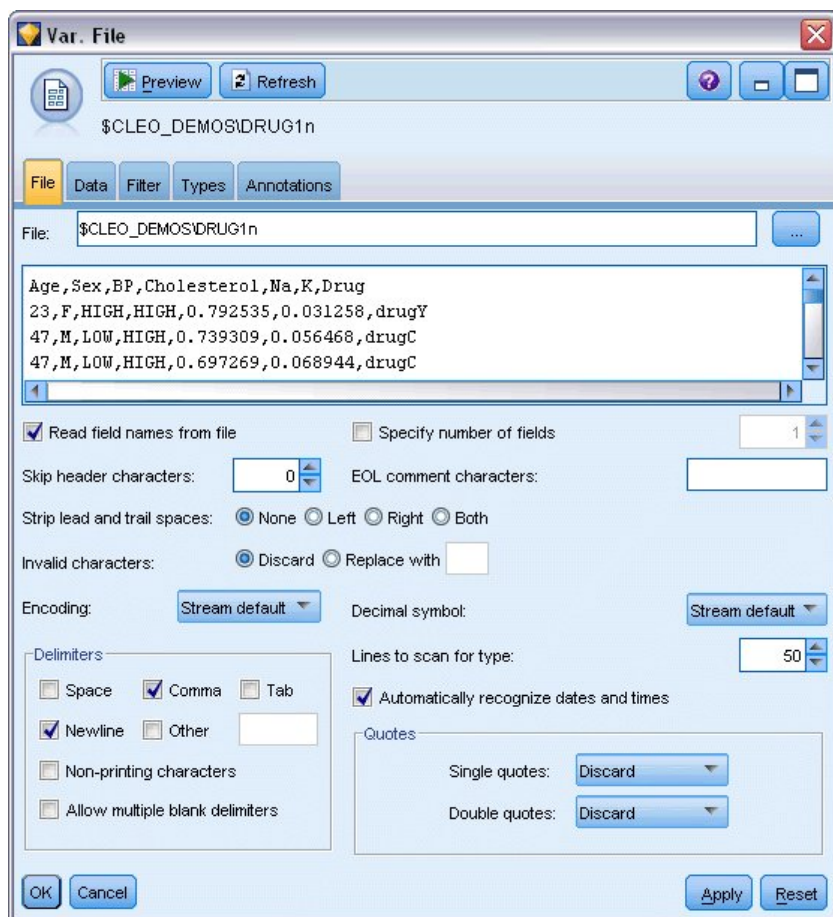 Var. File
Preview Refresh
$CLEO_DEMOS\DRUG1n
File Data Filter Types Annotations
File: $CLEO_DEMOS\DRUG1n ...
Age,Sex,BP,Cholesterol,Na,K,Drug
23,F,HIGH,HIGH,0.792535,0.031258,drugY
47,M,LOW,HIGH,0.739309,0.056468,drugC
47,M,LOW,HIGH,0.697269,0.068944,drugC
Read field names from file Specify number of fields 1
Skip header characters: 0 EOL comment characters:
Strip lead and trail spaces: None Left Right Both
Invalid characters: Discard Replace with
Encoding: Stream default Decimal symbol: Stream default
Delimiters Lines to scan for type: 50
Space Comma Tab Automatically recognize dates and times
Newline Other Quotes
Non-printing characters Single quotes: Discard
Allow multiple blank delimiters Double quotes: Discard
OK Cancel Apply Reset